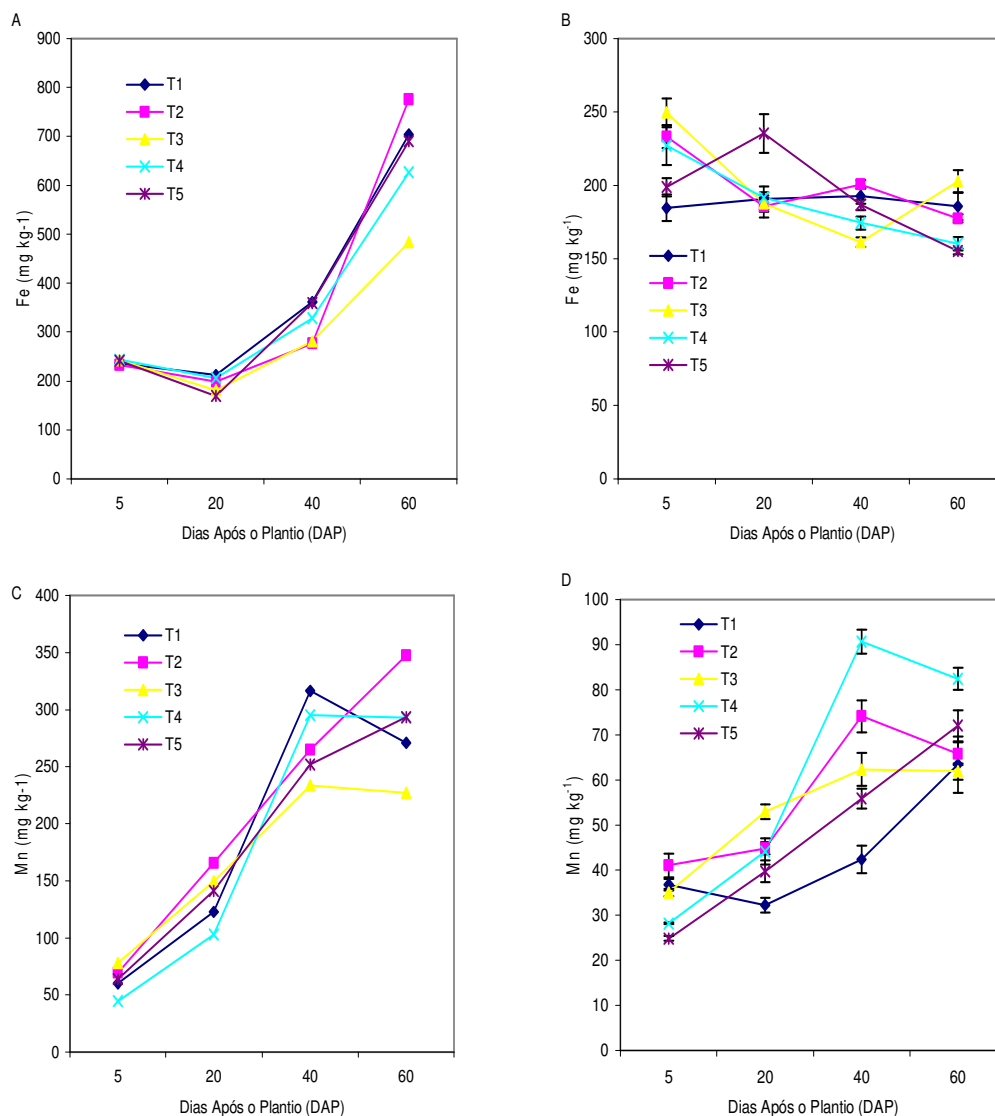 A
900
800
700
600
500
400
300
200
100
0
Fe (mg kg-1)
T1
T2
T3
T4
T5
5 20 40 60
Dias Após o Plantio (DAP)
B
300
250
200
150
100
50
0
Fe (mg kg⁻¹)
T1
T2
T3
T4
T5
5 20 40 60
Dias Após o Plantio (DAP)
C
400
350
300
250
200
150
100
50
0
Mn (mg kg-1)
T1
T2
T3
T4
T5
5 20 40 60
Dias Após o Plantio (DAP)
D
100
90
80
70
60
50
40
30
20
10
0
Mn (mg kg⁻¹)
T1
T2
T3
T4
T5
5 20 40 60
Dias Após o Plantio (DAP)